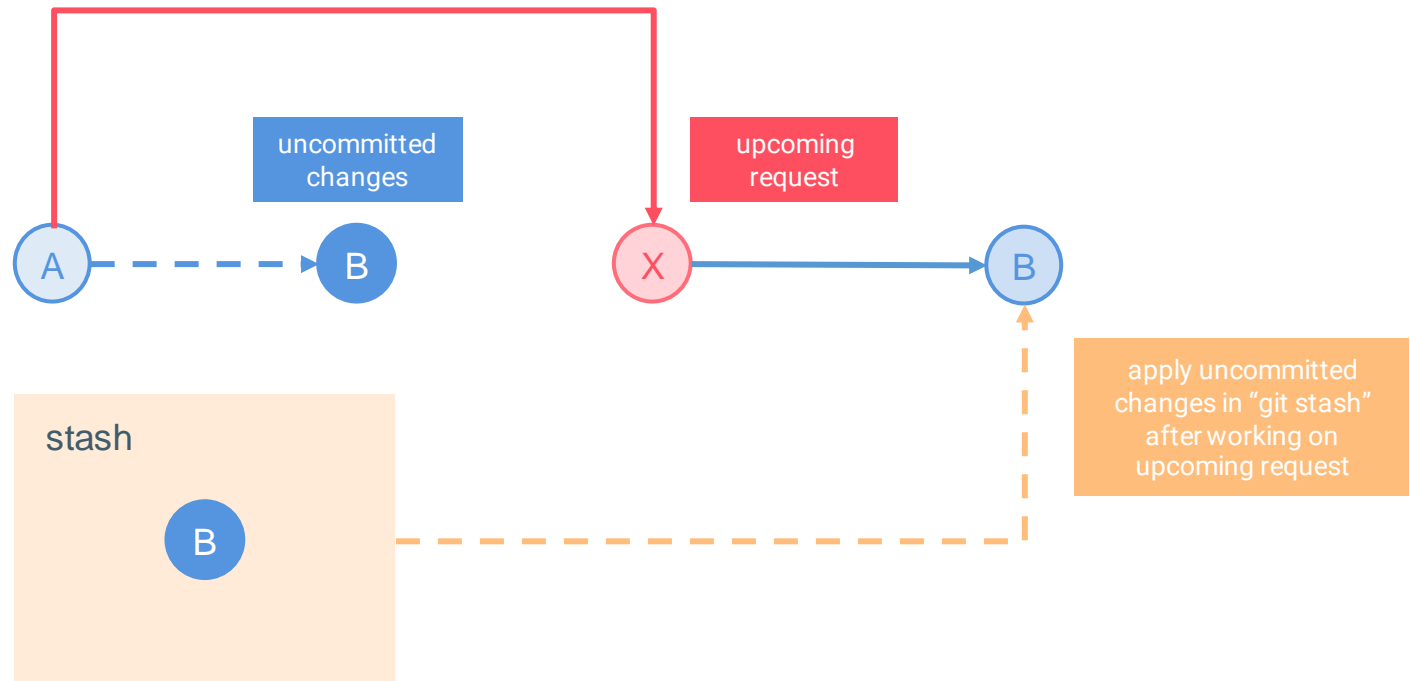 uncommitted
changes
upcoming
request
A
B
X
B
apply uncommitted
changes in “git stash”
after working on
upcoming request
stash
B